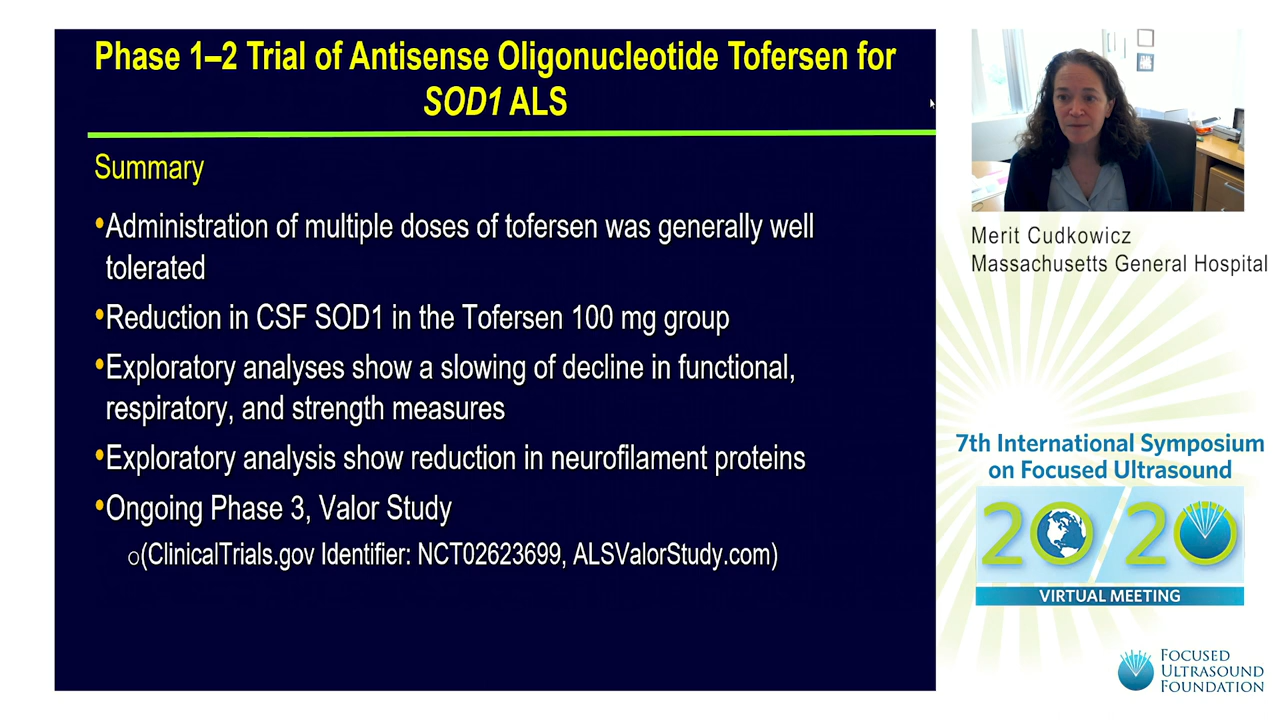 Phase 1–2 Trial of Antisense Oligonucleotide Tofersen for
SOD1 ALS
Summary
•Administration of multiple doses of tofersen was generally well
tolerated
•Reduction in CSF SOD1 in the Tofersen 100 mg group
•Exploratory analyses show a slowing of decline in functional,
respiratory, and strength measures
•Exploratory analysis show reduction in neurofilament proteins
•Ongoing Phase 3, Valor Study
o(ClinicalTrials.gov Identifier: NCT02623699, ALSValorStudy.com)
Merit Cudkowicz
Massachusetts General Hospital
7th International Symposium
on Focused Ultrasound
20/20
VIRTUAL MEETING
FOCUSED
ULTRASOUND
FOUNDATION